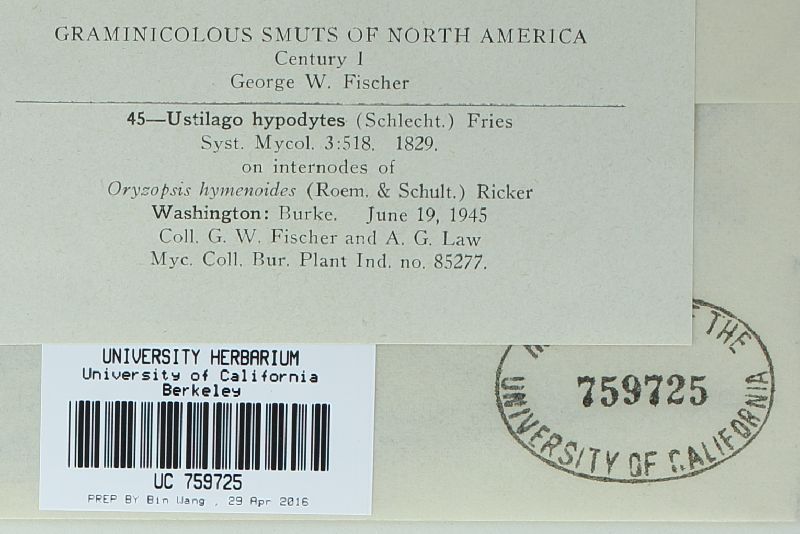 GRAMINICOLOUS SMUTS OF NORTH AMERICA
Century I
George W. Fischer
45—Ustilago hypodytes (Schlecht.) Fries
Syst. Mycol. 3:518. 1829.
on internodes of
Oryzopsis hymenoides (Roem. & Schult.) Ricker
Washington: Burke. June 19, 1945
Coll. G. W. Fischer and A. G. Law
Myc. Coll. Bur. Plant Ind. no. 85277.
UNIVERSITY HERBARIUM
University of California
Berkeley
UC 759725
PREP BY Bin Wang , 29 Apr 2016
THE
759725
UNIVERSITY OF CALIFORNIA